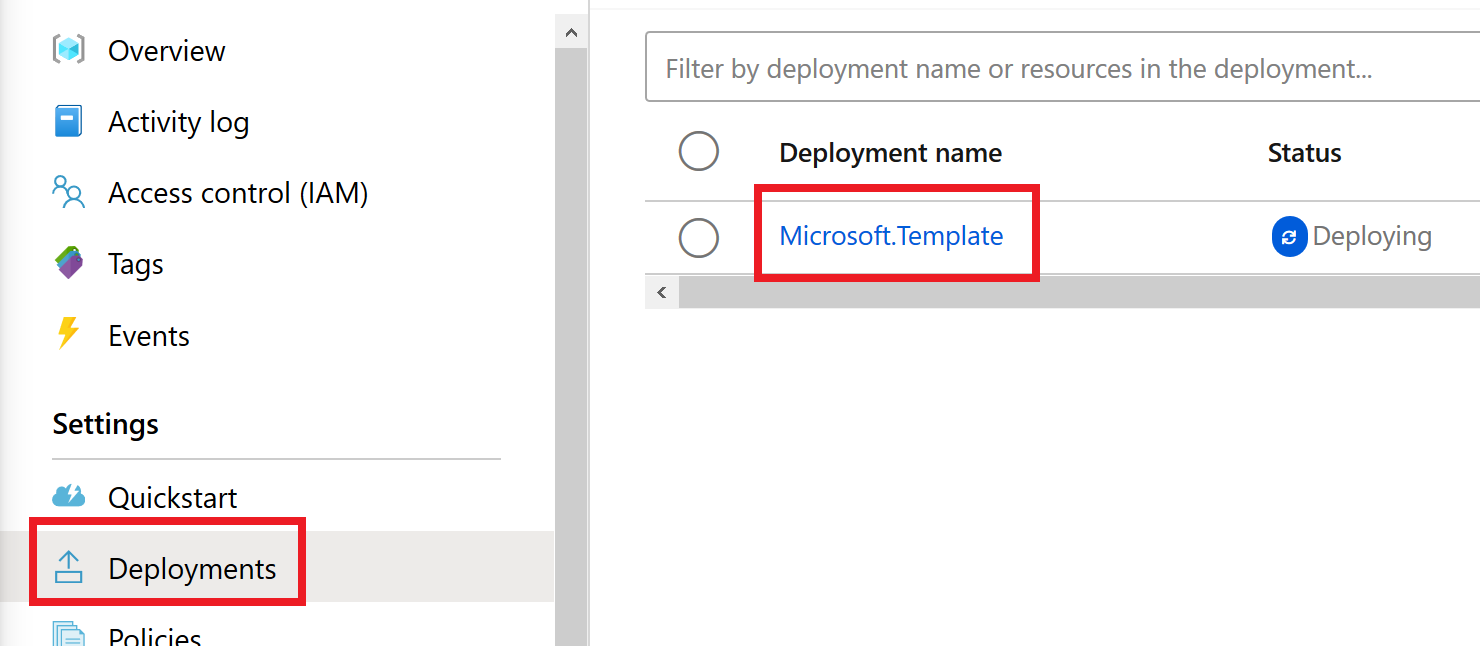 Overview
Activity log
Access control (IAM)
Tags
Events
Settings
Quickstart
Deployments
Policies
Filter by deployment name or resources in the deployment...
Deployment name Status
Microsoft.Template Deploying